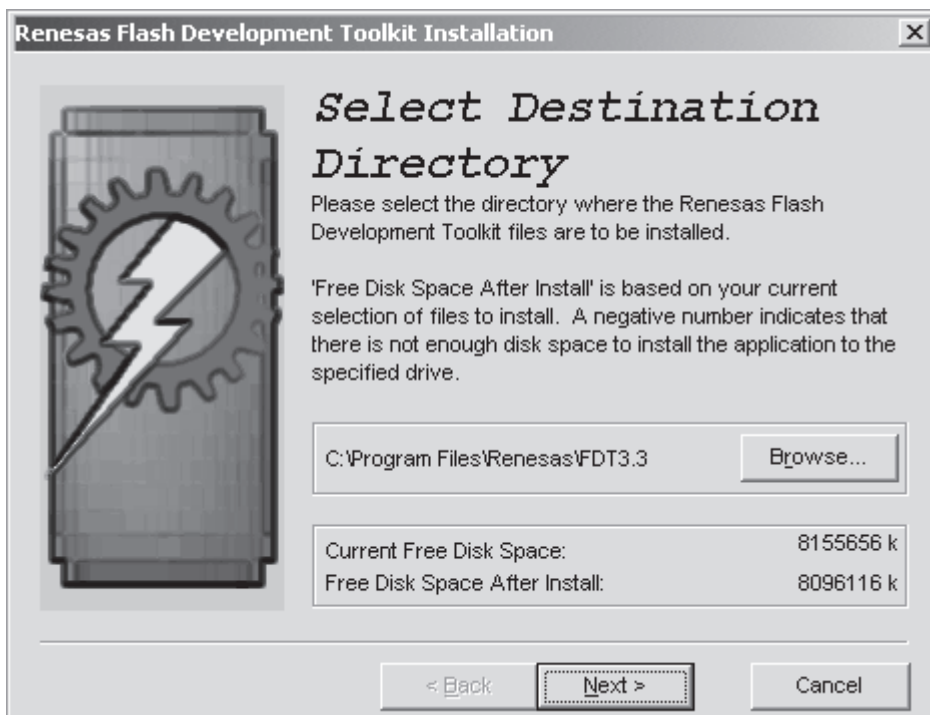 Renesas Flash Development Toolkit Installation
Select Destination
Directory
Please select the directory where the Renesas Flash
Development Toolkit files are to be installed.
'Free Disk Space After Install' is based on your current
selection of files to install.  A negative number indicates that
there is not enough disk space to install the application to the
specified drive.
C:\Program Files\Renesas\FDT3.3
Browse...
Current Free Disk Space: 8155656 k
Free Disk Space After Install: 8096116 k
< Back
Next >
Cancel